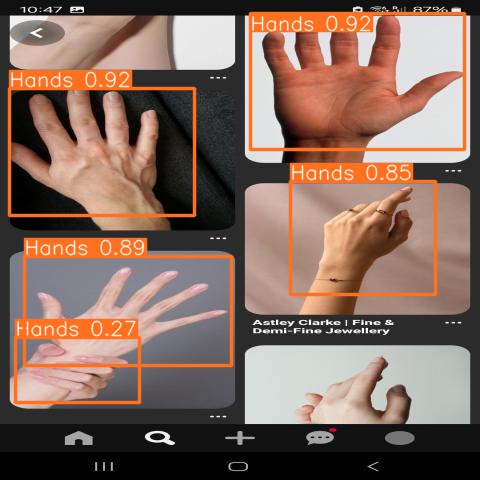 10:47
87%
Hands 0.92
Hands 0.92
Hands 0.85
Hands 0.89
Hands 0.27
Astley Clarke | Fine &
Demi-Fine Jewellery